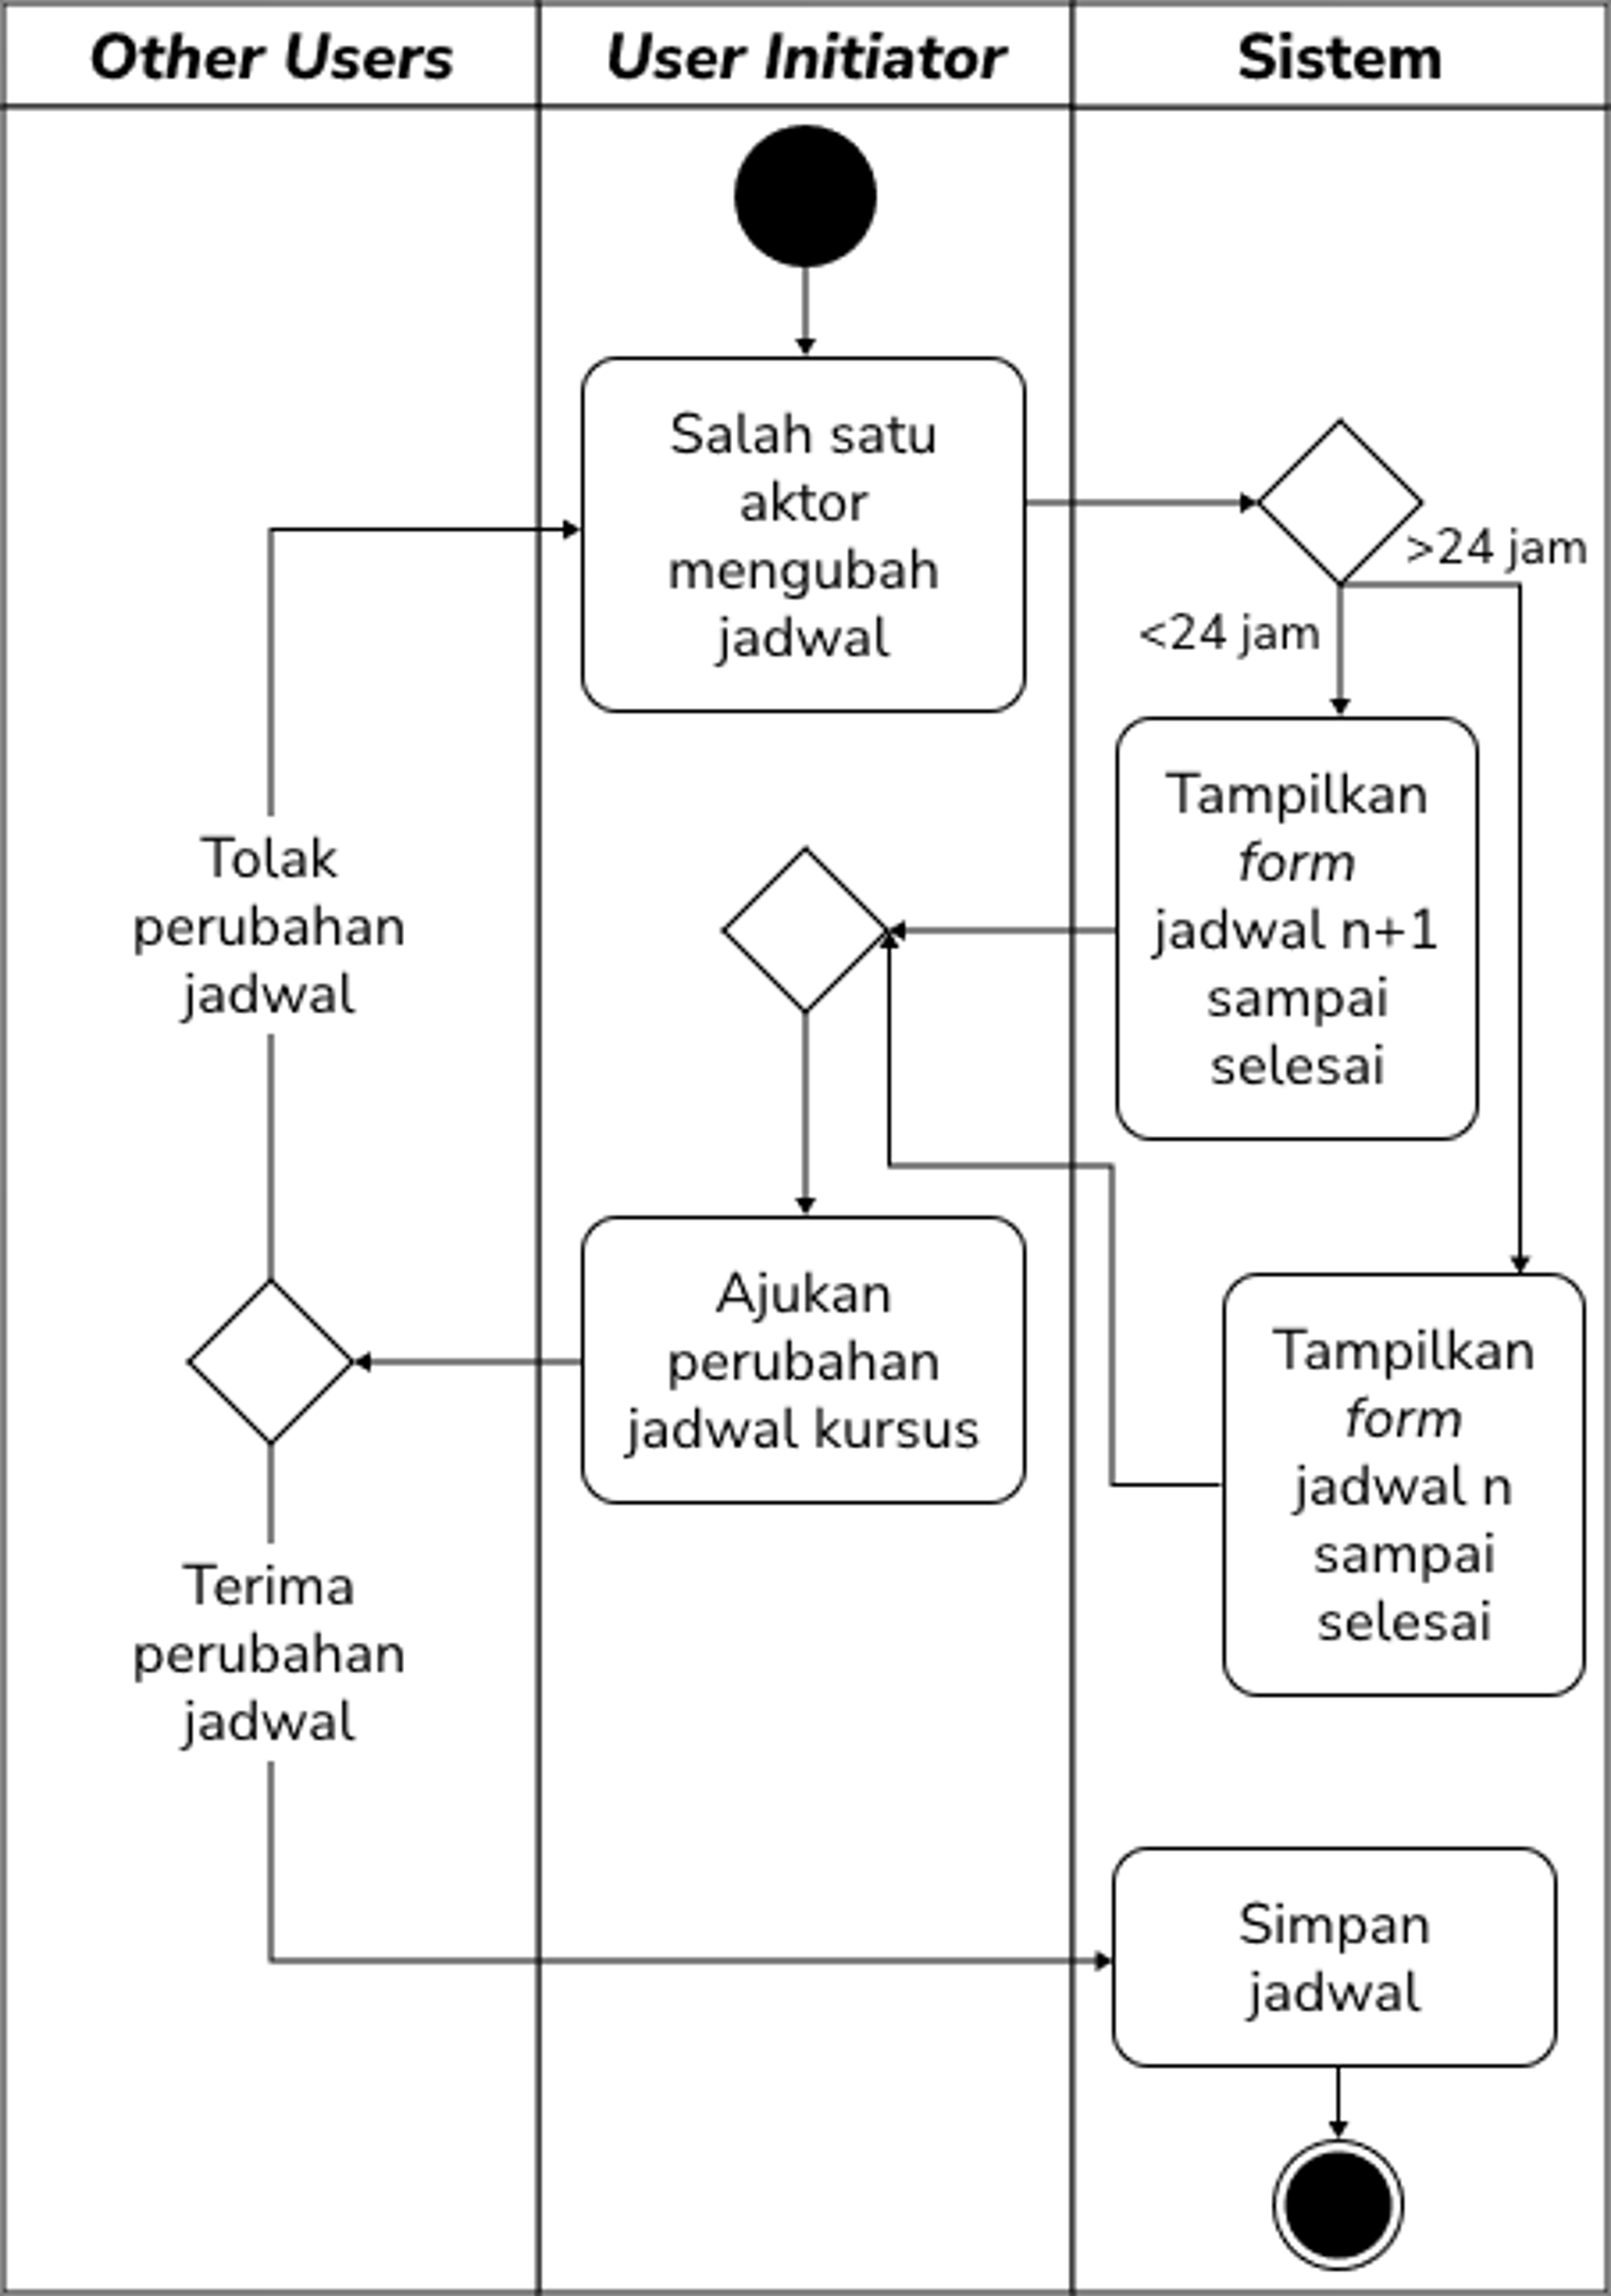 Other Users
User Initiator
Sistem
Salah satu
aktor
mengubah
jadwal
>24 jam
<24 jam
Tampilkan
form
jadwal n+1
sampai
selesai
Tolak
perubahan
jadwal
Ajukan
perubahan
jadwal kursus
Tampilkan
form
jadwal n
sampai
selesai
Terima
perubahan
jadwal
Simpan
jadwal